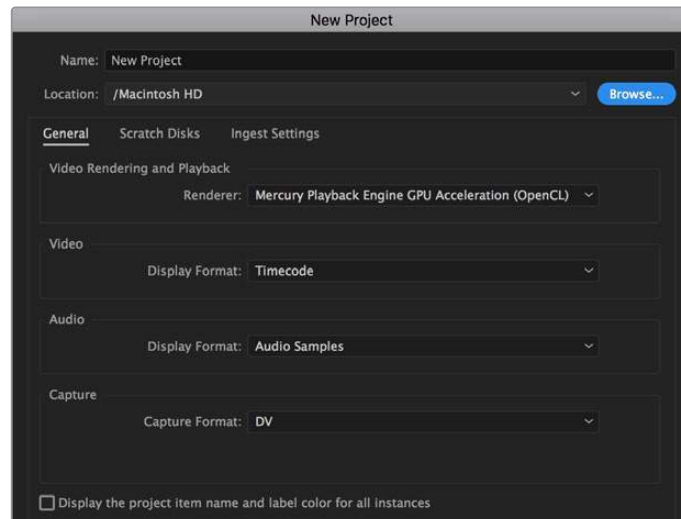 New Project
Name: New Project
Location: /Macintosh HD Browse...
General Scratch Disks Ingest Settings
Video Rendering and Playback
Renderer: Mercury Playback Engine GPU Acceleration (OpenCL)
Video
Display Format: Timecode
Audio
Display Format: Audio Samples
Capture
Capture Format: DV
Display the project item name and label color for all instances